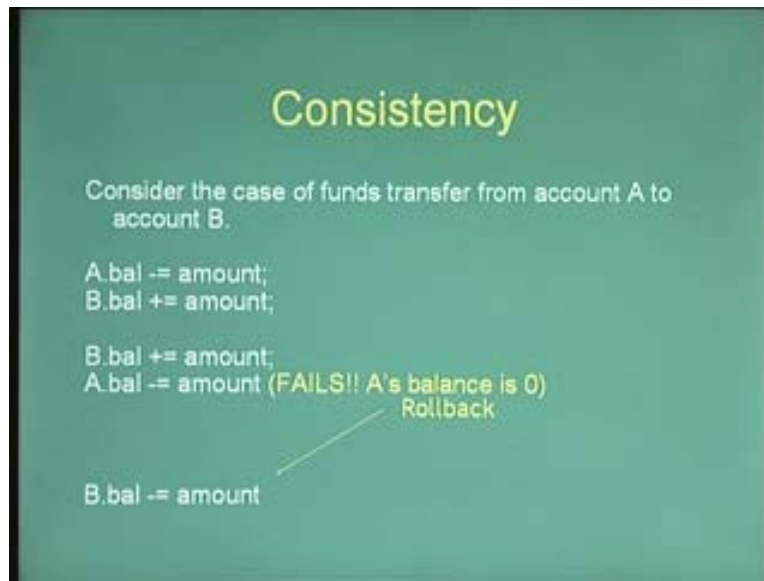 Consistency
Consider the case of funds transfer from account A to
account B.
A.bal -= amount;
B.bal += amount;
B.bal += amount;
A.bal -= amount (FAILS!! A's balance is 0)
Rollback
B.bal -= amount